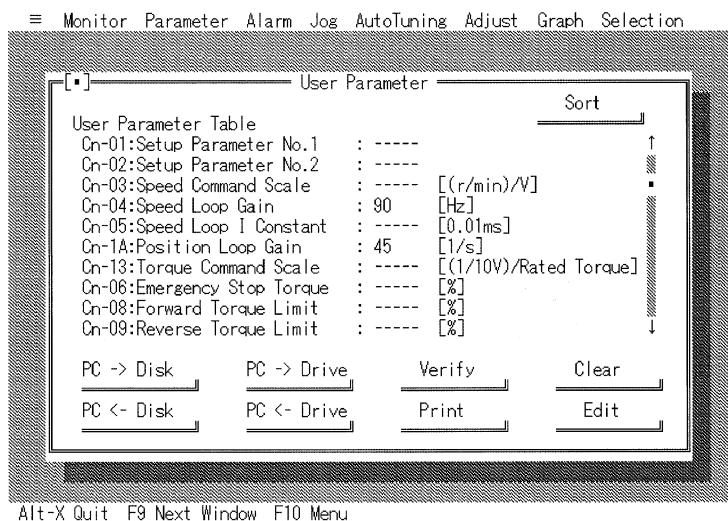 ≡ Monitor Parameter Alarm Jog AutoTuning Adjust Graph Selection
[▪] User Parameter
Sort
User Parameter Table
Cn-01:Setup Parameter No.1 : -----
Cn-02:Setup Parameter No.2 : -----
Cn-03:Speed Command Scale : ----- [(r/min)/V]
Cn-04:Speed Loop Gain : 90 [Hz]
Cn-05:Speed Loop I Constant : ----- [0.01ms]
Cn-1A:Position Loop Gain : 45 [1/s]
Cn-13:Torque Command Scale : ----- [(1/10V)/Rated Torque]
Cn-06:Emergency Stop Torque : ----- [%]
Cn-08:Forward Torque Limit : ----- [%]
Cn-09:Reverse Torque Limit : ----- [%]
PC -> Disk PC -> Drive Verify Clear
PC <- Disk PC <- Drive Print Edit
Alt-X Quit F9 Next Window F10 Menu